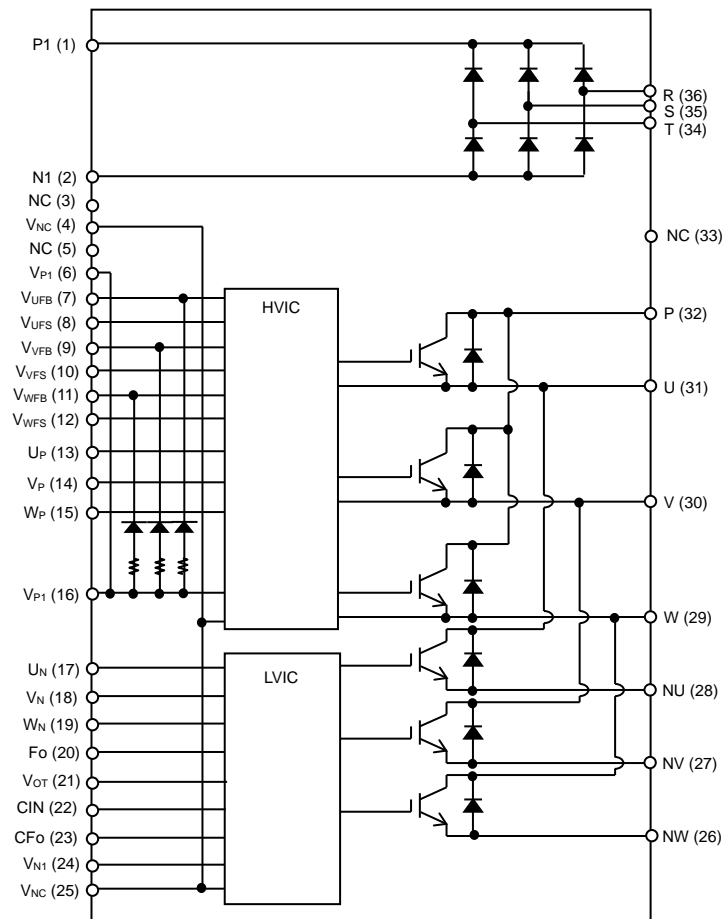 P1 (1)
N1 (2)
NC (3)
VNC (4)
NC (5)
VP1 (6)
VUFB (7)
VUFS (8)
VVFB (9)
VVFS (10)
VWFB (11)
VWFS (12)
UP (13)
VP (14)
WP (15)
VP1 (16)
UN (17)
VN (18)
WN (19)
Fo (20)
VOT (21)
CIN (22)
CFo (23)
VN1 (24)
VNC (25)
HVIC
LVIC
R (36)
S (35)
T (34)
NC (33)
P (32)
U (31)
V (30)
W (29)
NU (28)
NV (27)
NW (26)